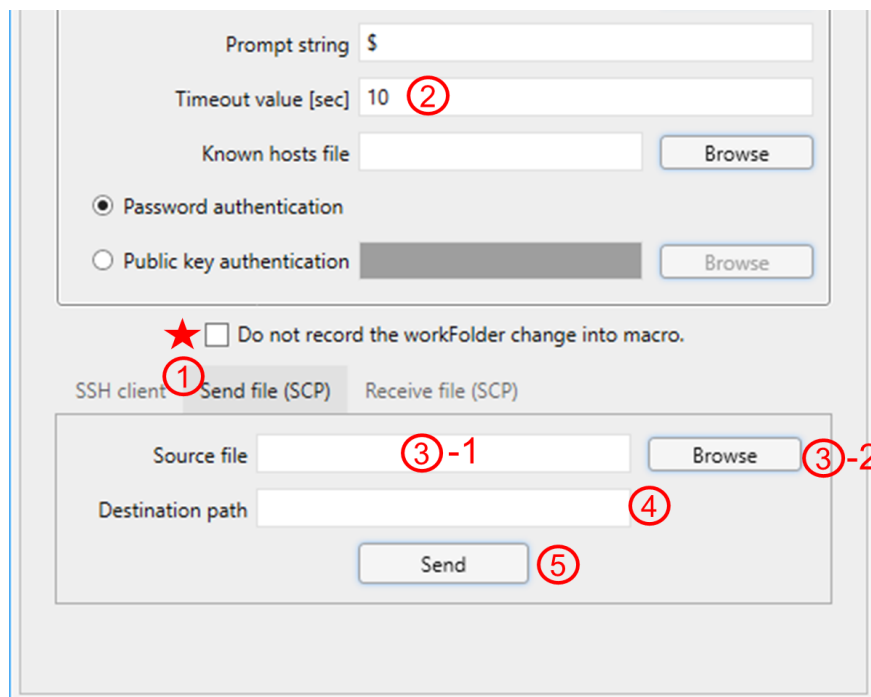 Prompt string $
Timeout value [sec] 10 ②
Known hosts file Browse
Password authentication
Public key authentication Browse
★ Do not record the workFolder change into macro.
SSH client ① Send file (SCP) Receive file (SCP)
Source file ③-1 Browse ③-2
Destination path ④
Send ⑤